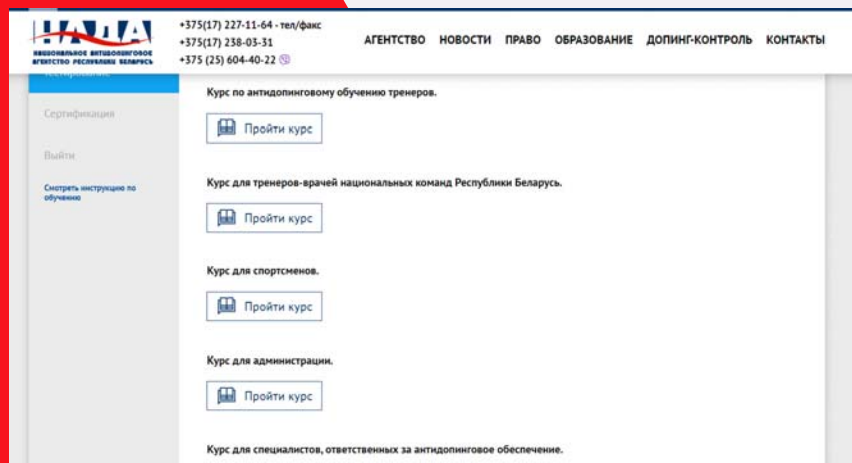 НАДА
НАЦИОНАЛЬНОЕ АНТИДОПИНГОВОЕ
АГЕНТСТВО РЕСПУБЛИКИ БЕЛАРУСЬ
+375(17) 227-11-64 - тел/факс
+375(17) 238-03-31
+375 (25) 604-40-22
АГЕНТСТВО НОВОСТИ ПРАВО ОБРАЗОВАНИЕ ДОПИНГ-КОНТРОЛЬ КОНТАКТЫ
Тестирование
Сертификация
Выйти
Смотреть инструкцию по
обучению
Курс по антидопинговому обучению тренеров.
Пройти курс
Курс для тренеров-врачей национальных команд Республики Беларусь.
Пройти курс
Курс для спортсменов.
Пройти курс
Курс для администрации.
Пройти курс
Курс для специалистов, ответственных за антидопинговое обеспечение.